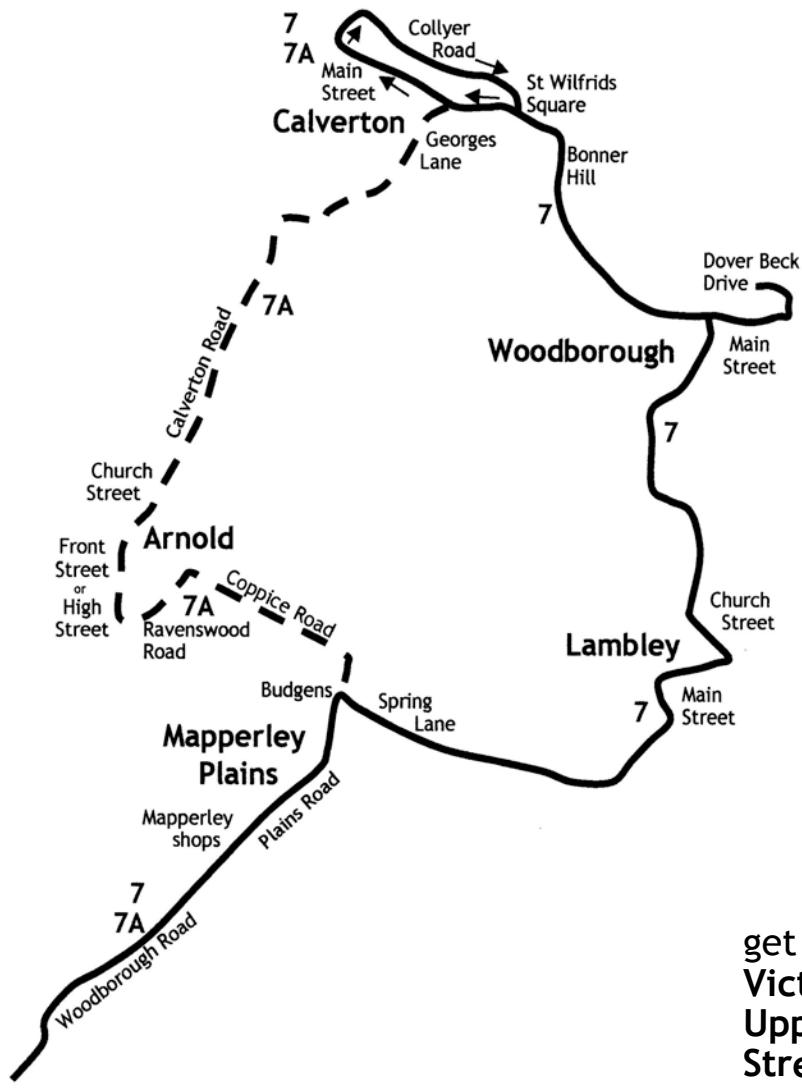 7
7A
Collyer
Road
Main
Street
St Wilfrids
Square
Calverton
Georges
Lane
Bonner
Hill
7
Dover Beck
Drive
7A
Woodborough
Main
Street
Calverton Road
7
Church
Street
Arnold
Front
Street
or
High
Street
Coppice Road
7A
Ravenswood
Road
Church
Street
Lambley
Budgens
Spring
Lane
7
Main
Street
Mapperley
Plains
Plains Road
Mapperley
shops
7
7A
Woodborough Road
get
Vict
Upp
Stre